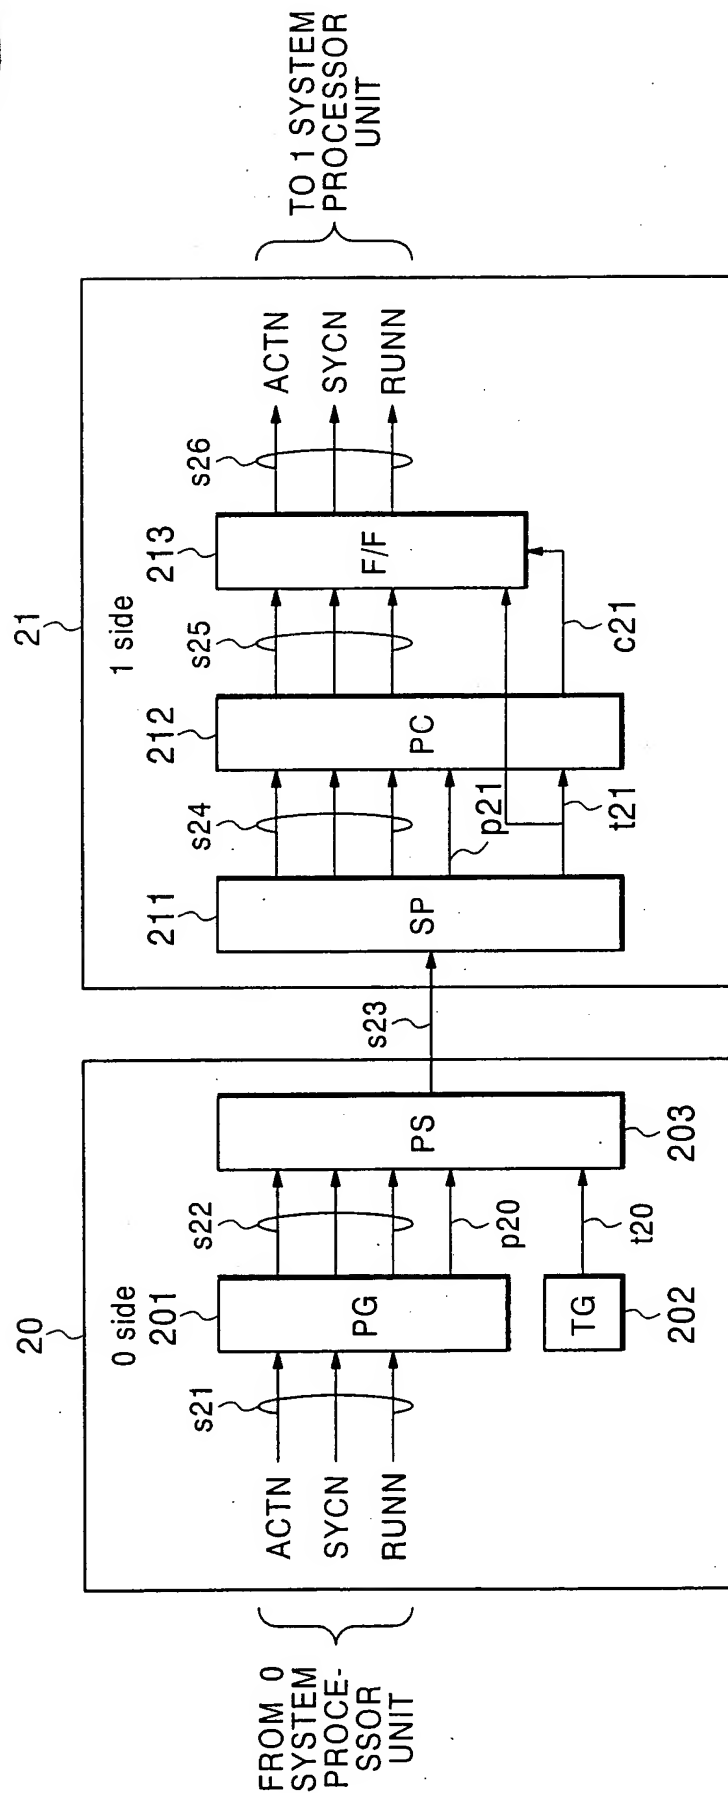 FROM 0
SYSTEM
PROCE-
SSOR
UNIT
20
0 side
ACTN
SYCN
RUNN
s21
201
PG
TG
202
s22
p20
t20
PS
203
s23
21
1 side
211
SP
s24
p21
t21
212
PC
s25
c21
213
F/F
s26
ACTN
SYCN
RUNN
TO 1 SYSTEM
PROCESSOR
UNIT